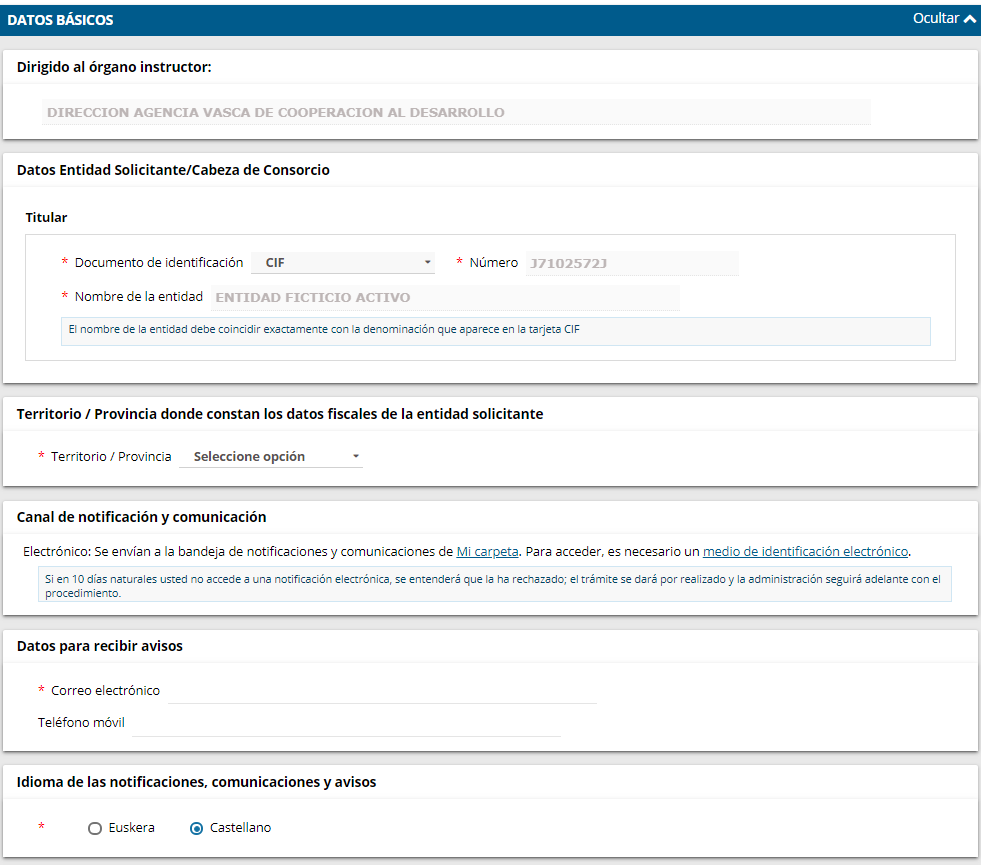 DATOS BÁSICOS Ocultar
Dirigido al órgano instructor:
DIRECCION AGENCIA VASCA DE COOPERACION AL DESARROLLO
Datos Entidad Solicitante/Cabeza de Consorcio
Titular
* Documento de identificación CIF * Número J7102572J
* Nombre de la entidad ENTIDAD FICTICIO ACTIVO
El nombre de la entidad debe coincidir exactamente con la denominación que aparece en la tarjeta CIF
Territorio / Provincia donde constan los datos fiscales de la entidad solicitante
* Territorio / Provincia Seleccione opción
Canal de notificación y comunicación
Electrónico: Se envían a la bandeja de notificaciones y comunicaciones de Mi carpeta. Para acceder, es necesario un medio de identificación electrónico.
Si en 10 días naturales usted no accede a una notificación electrónica, se entenderá que la ha rechazado; el trámite se dará por realizado y la administración seguirá adelante con el
procedimiento.
Datos para recibir avisos
* Correo electrónico
Teléfono móvil
Idioma de las notificaciones, comunicaciones y avisos
* Euskera Castellano